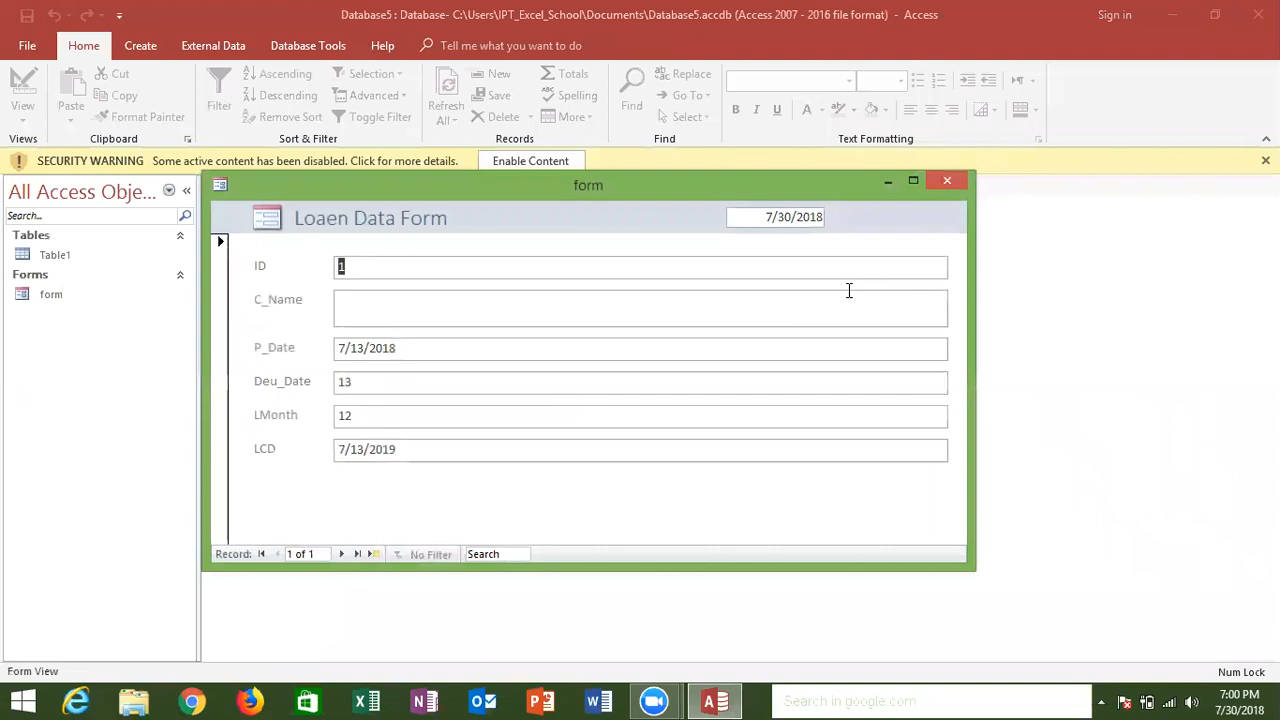 Database5 : Database- C:\Users\IPT_Excel_School\Documents\Database5.accdb (Access 2007 - 2016 file format) - Access
Sign in
File Home Create External Data Database Tools Help Tell me what you want to do
View
Views
Paste
Cut
Copy
Format Painter
Clipboard
Filter
Ascending
Descending
Remove Sort
Selection
Advanced
Toggle Filter
Sort & Filter
Refresh
All
New
Save
Delete
Totals
Spelling
More
Records
Find
Replace
Go To
Select
Find
B I U A
Text Formatting
SECURITY WARNING Some active content has been disabled. Click for more details. Enable Content
All Access Obje...
Search...
Tables
Table1
Forms
form
form
Loaen Data Form 7/30/2018
ID 1
C_Name
P_Date 7/13/2018
Deu_Date 13
LMonth 12
LCD 7/13/2019
Record: 1 of 1 No Filter Search
Form View Num Lock
Search in google.com
7:00 PM
7/30/2018